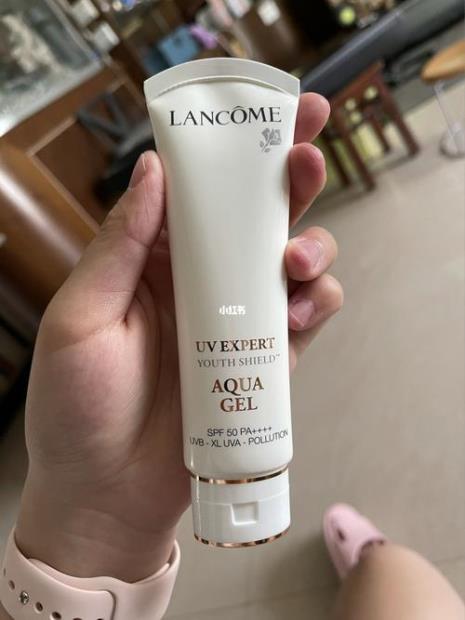 LANCÔME
小红书
UV EXPERT
YOUTH SHIELD™
AQUA
GEL
SPF 50 PA++++
UVB - XL UVA - POLLUTION